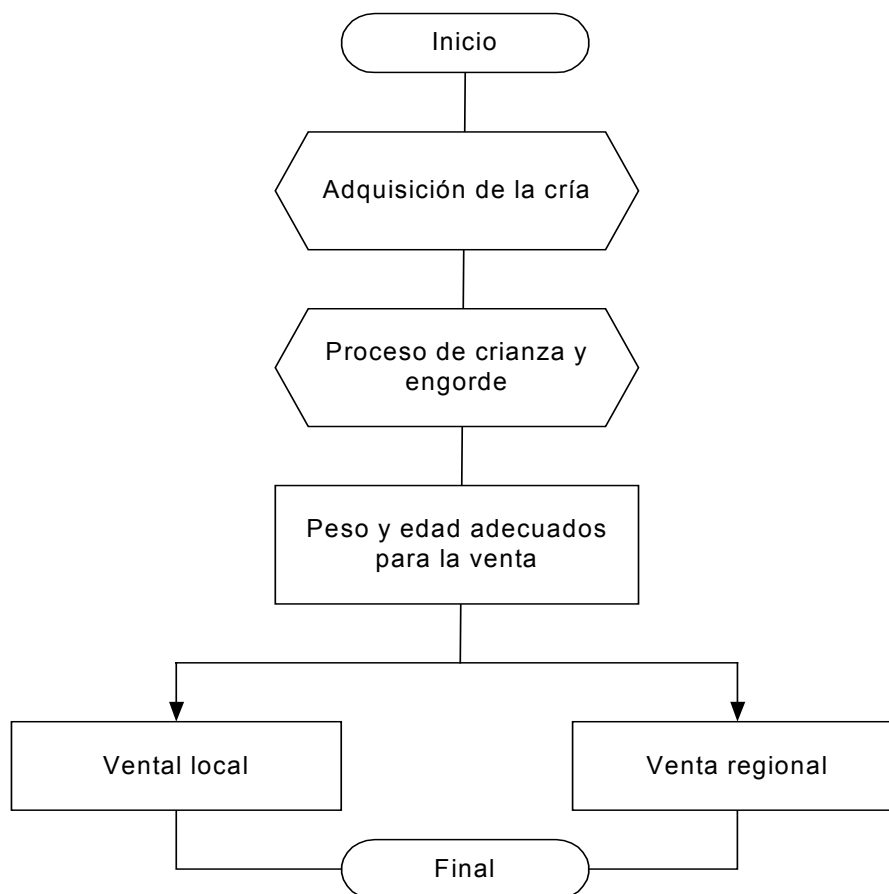 Inicio
Adquisición de la cría
Proceso de crianza y
engorde
Peso y edad adecuados
para la venta
Vental local
Venta regional
Final